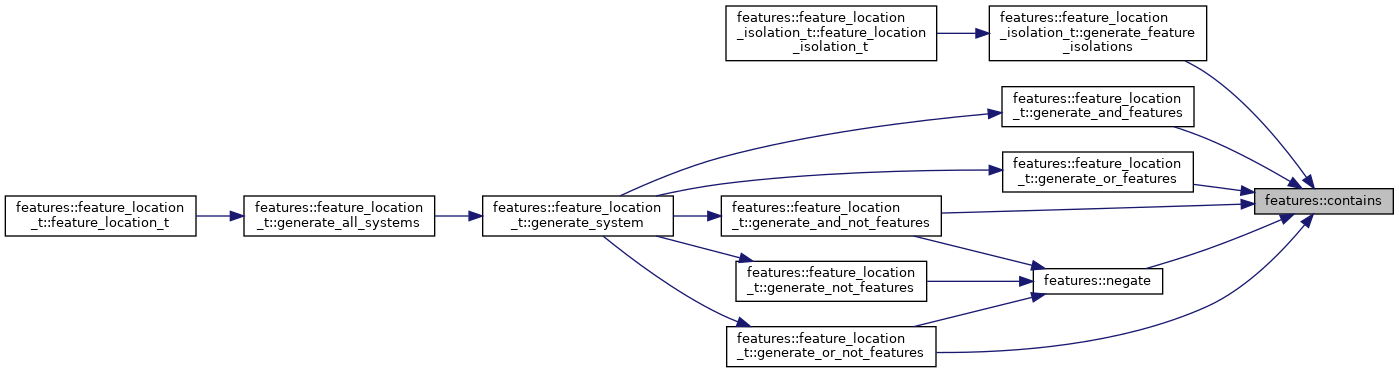 features::feature_location
_isolation_t::feature_location
_isolation_t
features::feature_location
_isolation_t::generate_feature
_isolations
features::feature_location
_t::generate_and_features
features::feature_location
_t::generate_or_features
features::contains
features::feature_location
_t::feature_location_t
features::feature_location
_t::generate_all_systems
features::feature_location
_t::generate_system
features::feature_location
_t::generate_and_not_features
features::feature_location
_t::generate_not_features
features::negate
features::feature_location
_t::generate_or_not_features